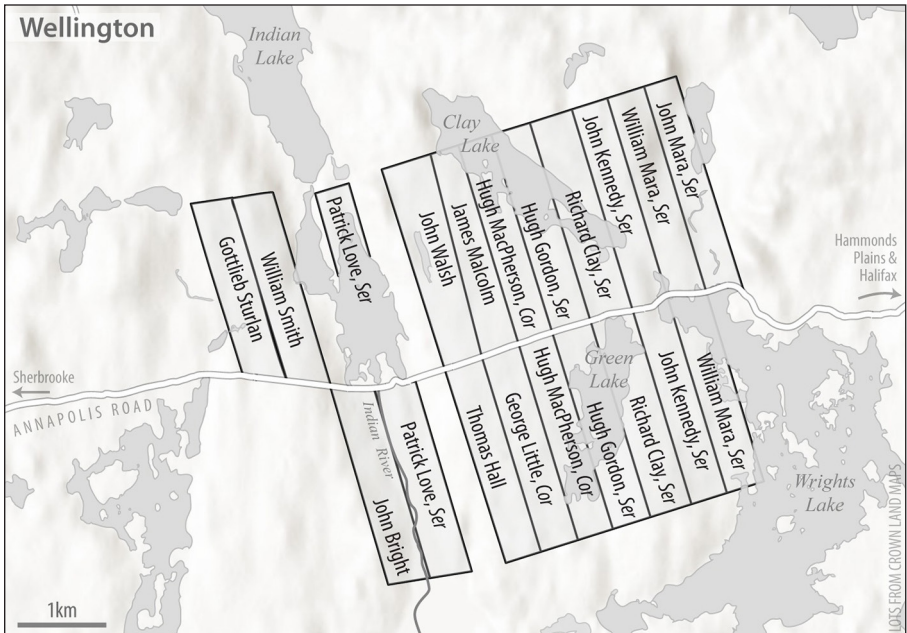 Wellington
Indian
Lake
Clay
Lake
John Mara, Ser
William Mara, Ser
John Kennedy, Ser
Richard Clay, Ser
Hugh Gordon, Ser
Hugh MacPherson, Cor
James Malcolm
John Walsh
Patrick Love, Ser
William Smith
Gottlieb Sturlan
Hammonds
Plains &
Halifax
Sherbrooke
ANNAPOLIS ROAD
Indian River
Green
Lake
William Mara, Ser
John Kennedy, Ser
Richard Clay, Ser
Hugh Gordon, Ser
Hugh MacPherson, Cor
George Little, Cor
Thomas Hall
Patrick Love, Ser
John Bright
Wrights
Lake
1km
LOTS FROM CROWN LAND MAPS